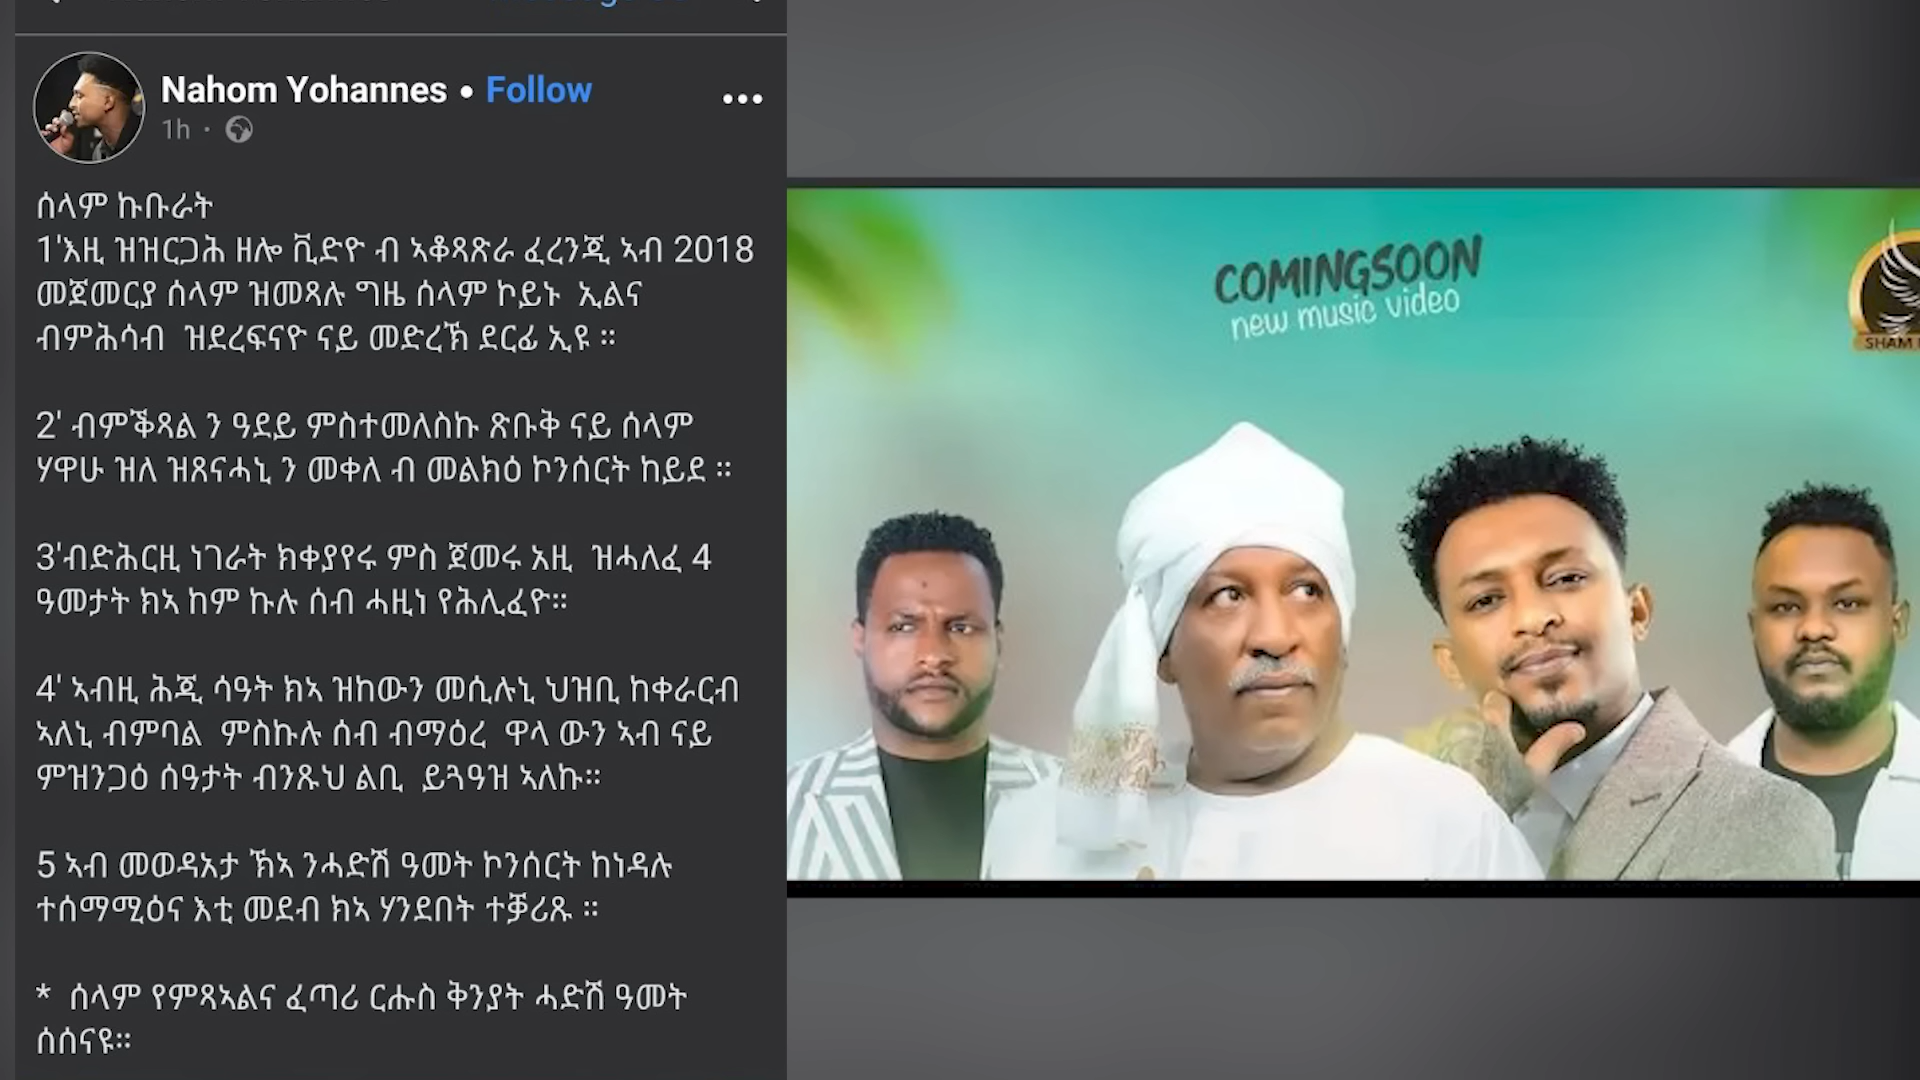 Nahom Yohannes • Follow
1h ·
ሰላም ኩቡራት
1'እዚ ዝዝርጋሕ ዘሎ ቪድዮ ብ ኣቆጻጽራ ፈረንጂ ኣብ 2018
መጀመርያ ሰላም ዝመጻሉ ግዜ ሰላም ኮይኑ ኢልና
ብምሕሳብ ዝደረፍናዮ ናይ መድረኽ ደርፊ ኢዩ ።
2' ብምቕጻል ን ዓደይ ምስተመለስኩ ጽቡቅ ናይ ሰላም
ሃዋሁ ዝለ ዝጸናሓኒ ን መቀለ ብ መልክዕ ኮንሰርት ከይደ ።
3'ብድሕርዚ ነገራት ክቀያየሩ ምስ ጀመሩ አዚ ዝሓለፈ 4
ዓመታት ክኣ ከም ኩሉ ሰብ ሓዚነ የሕሊፈዮ።
4' ኣብዚ ሕጂ ሳዓት ክኣ ዝከውን መሲሉኒ ህዝቢ ከቀራርብ
ኣለኒ ብምባል ምስኩሉ ሰብ ብማዕረ ዋላ ውን ኣብ ናይ
ምዝንጋዕ ሰዓታት ብንጹህ ልቢ ይጓዓዝ ኣለኩ።
5 ኣብ መወዳእታ ኽኣ ንሓድሽ ዓመት ኮንሰርት ከነዳሉ
ተሰማሚዕና እቲ መደብ ክኣ ሃንደበት ተቓሪጹ ።
* ሰላም የምጻኣልና ፈጣሪ ርሑስ ቅንያት ሓድሽ ዓመት
ሰሰናዩ።
COMINGSOON
new music video
SHAM